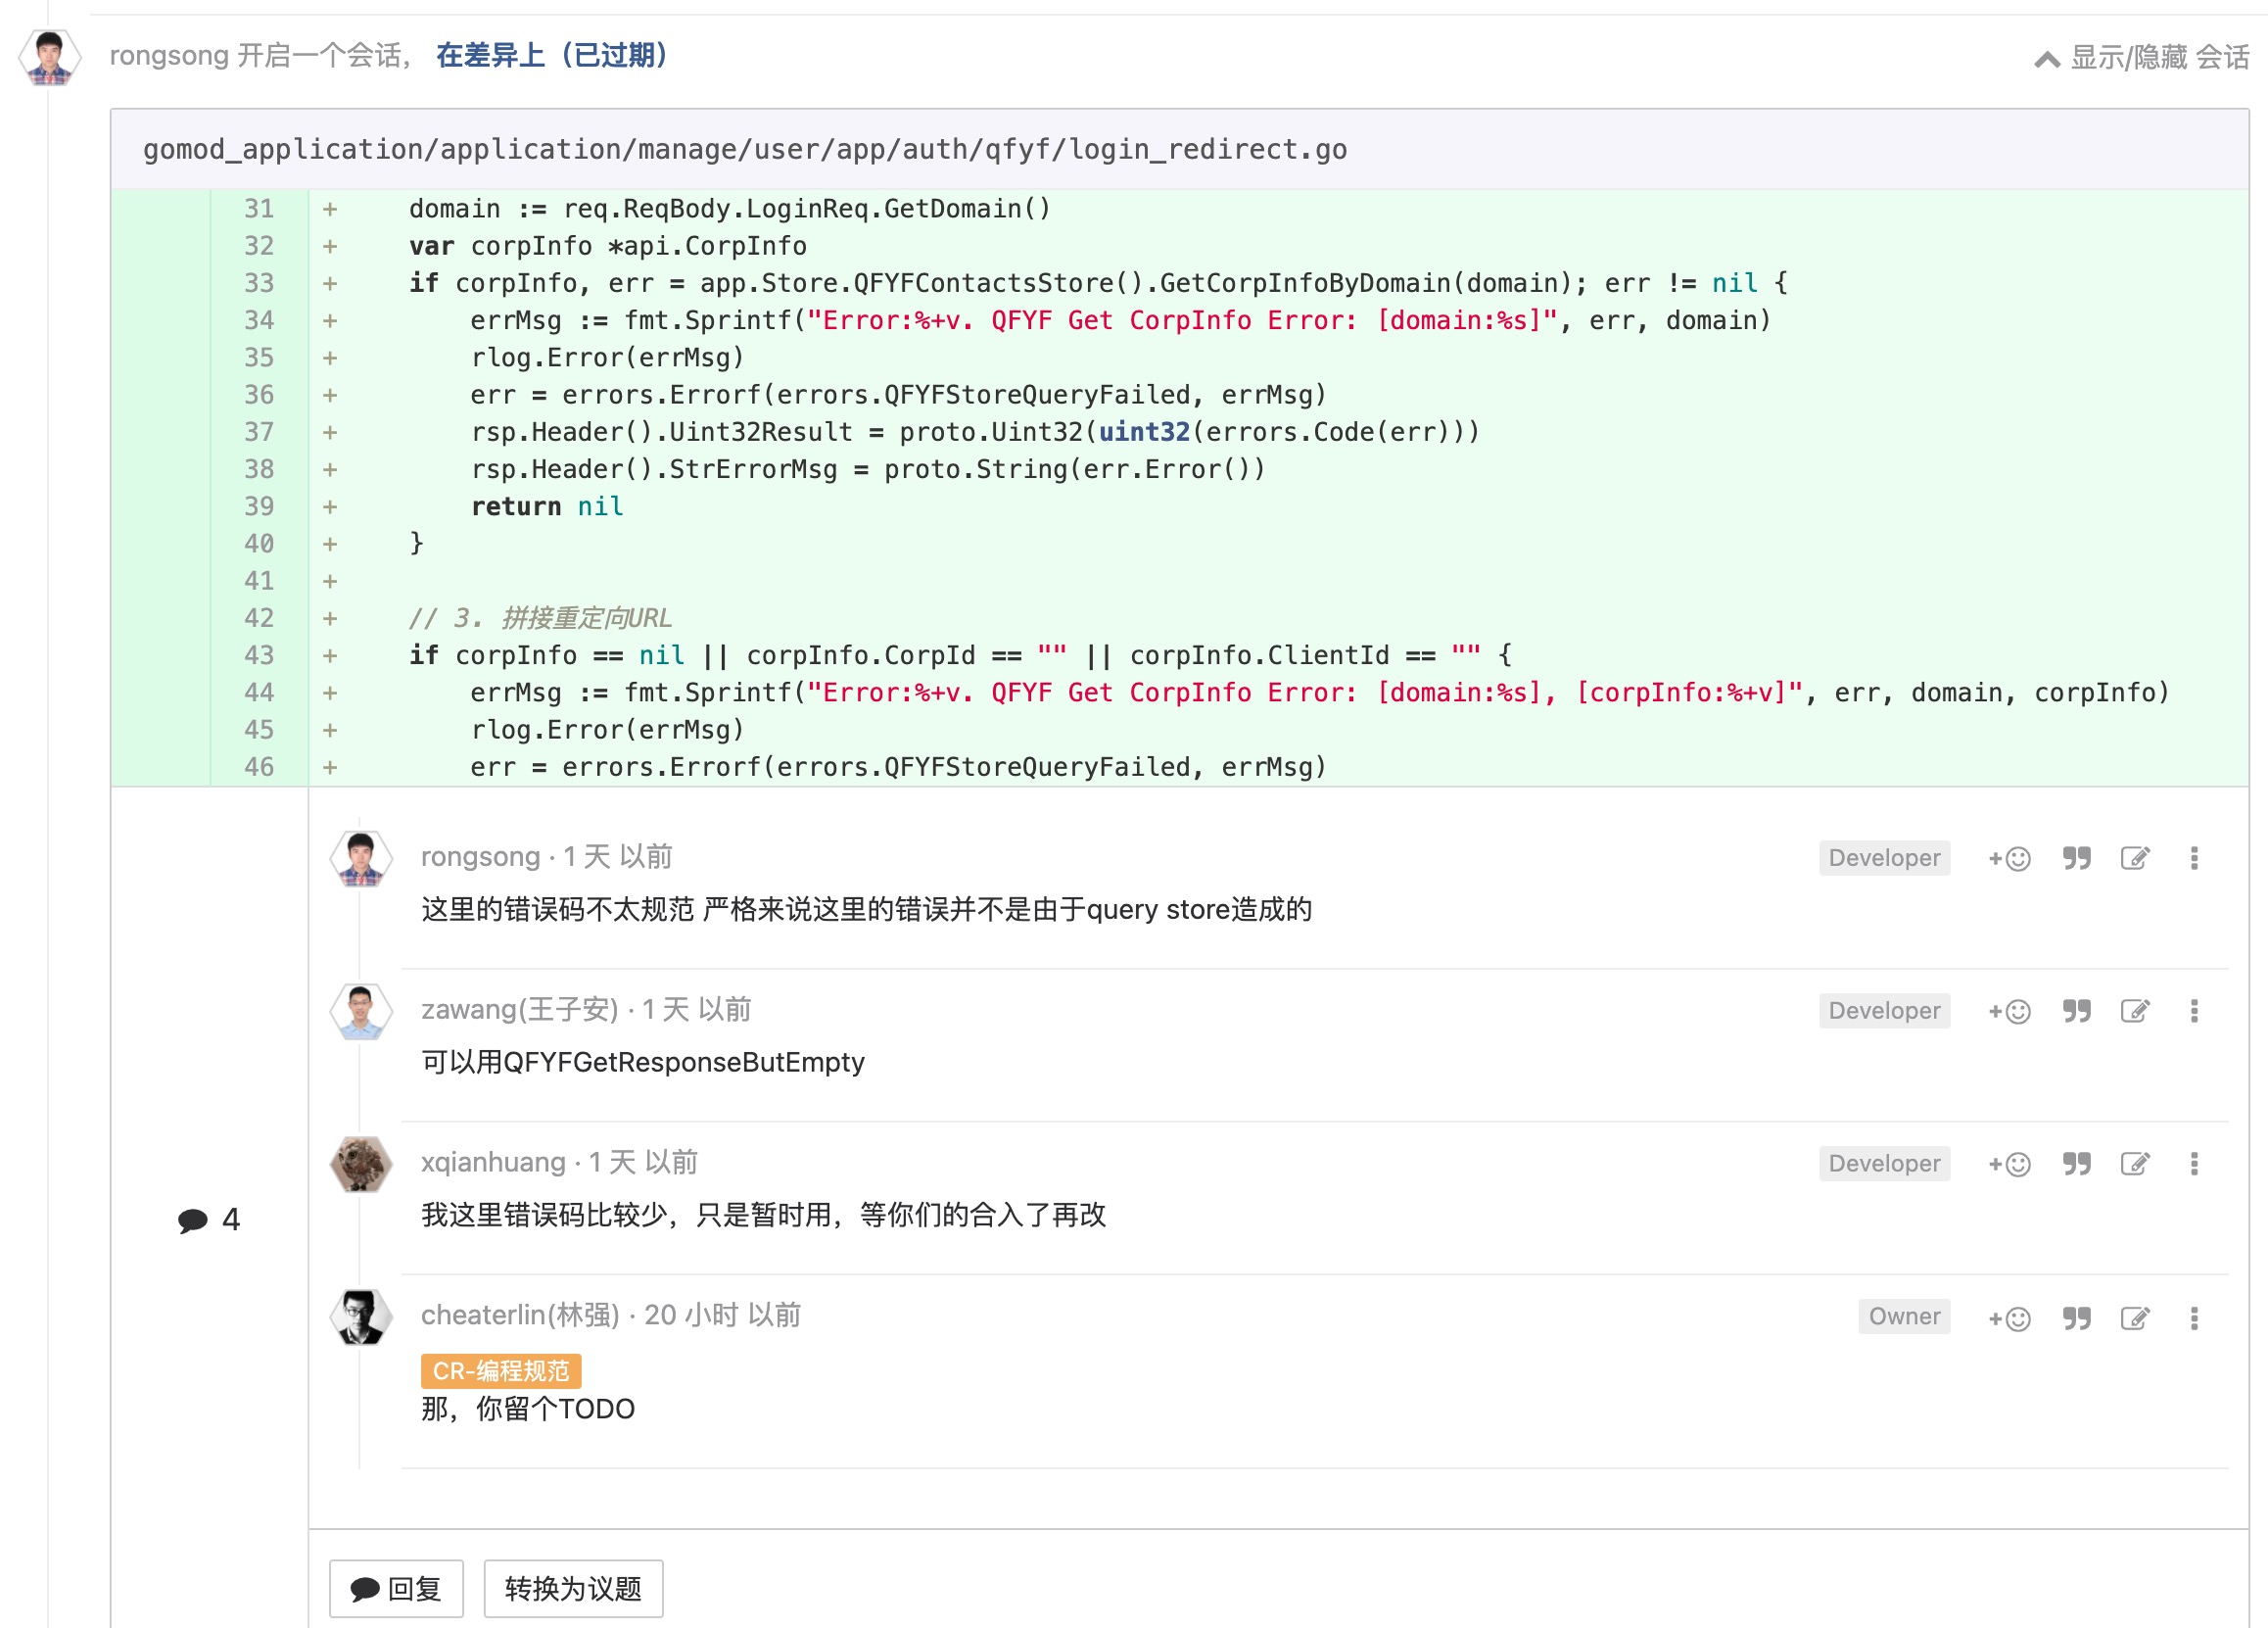 rongsong 开启一个会话， 在差异上（已过期）
显示/隐藏 会话
gomod_application/application/manage/user/app/auth/qfyf/login_redirect.go
31 + domain := req.ReqBody.LoginReq.GetDomain()
32 + var corpInfo *api.CorpInfo
33 + if corpInfo, err = app.Store.QFYFContactsStore().GetCorpInfoByDomain(domain); err != nil {
34 + errMsg := fmt.Sprintf("Error:%+v. QFYF Get CorpInfo Error: [domain:%s]", err, domain)
35 + rlog.Error(errMsg)
36 + err = errors.Errorf(errors.QFYFStoreQueryFailed, errMsg)
37 + rsp.Header().Uint32Result = proto.Uint32(uint32(errors.Code(err)))
38 + rsp.Header().StrErrorMsg = proto.String(err.Error())
39 + return nil
40 + }
41 +
42 + // 3. 拼接重定向URL
43 + if corpInfo == nil || corpInfo.CorpId == "" || corpInfo.ClientId == "" {
44 + errMsg := fmt.Sprintf("Error:%+v. QFYF Get CorpInfo Error: [domain:%s], [corpInfo:%+v]", err, domain, corpInfo)
45 + rlog.Error(errMsg)
46 + err = errors.Errorf(errors.QFYFStoreQueryFailed, errMsg)
4
rongsong · 1 天 以前 Developer
这里的错误码不太规范 严格来说这里的错误并不是由于query store造成的
zawang(王子安) · 1 天 以前 Developer
可以用QFYFGetResponseButEmpty
xqianhuang · 1 天 以前 Developer
我这里错误码比较少，只是暂时用，等你们的合入了再改
cheaterlin(林强) · 20 小时 以前 Owner
CR-编程规范
那，你留个TODO
回复 转换为议题